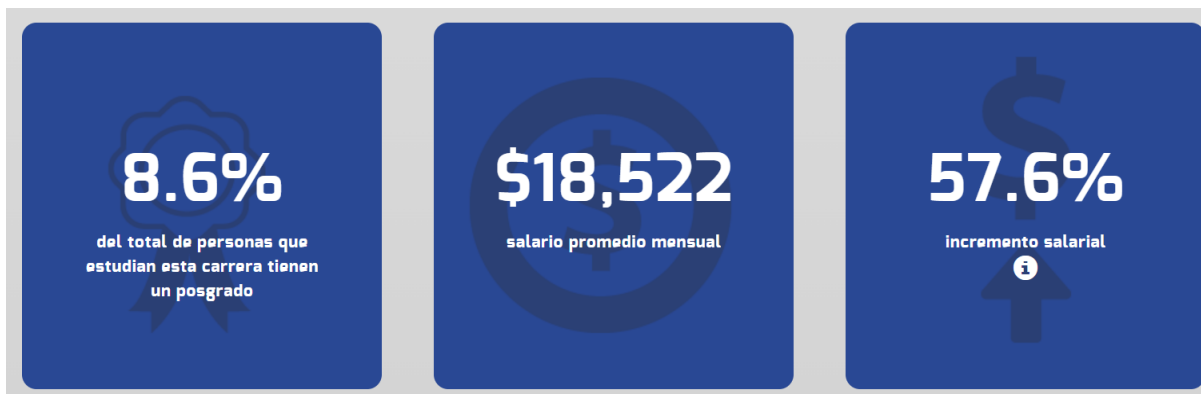 8.6%
del total de personas que
estudian esta carrera tienen
un posgrado
$18,522
salario promedio mensual
57.6%
incremento salarial
i